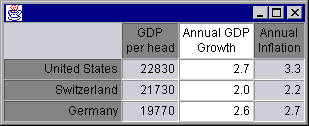 GDP per head Annual GDP Growth Annual Inflation
United States 22830 2.7 3.3
Switzerland 21730 2.0 2.2
Germany 19770 2.6 2.7